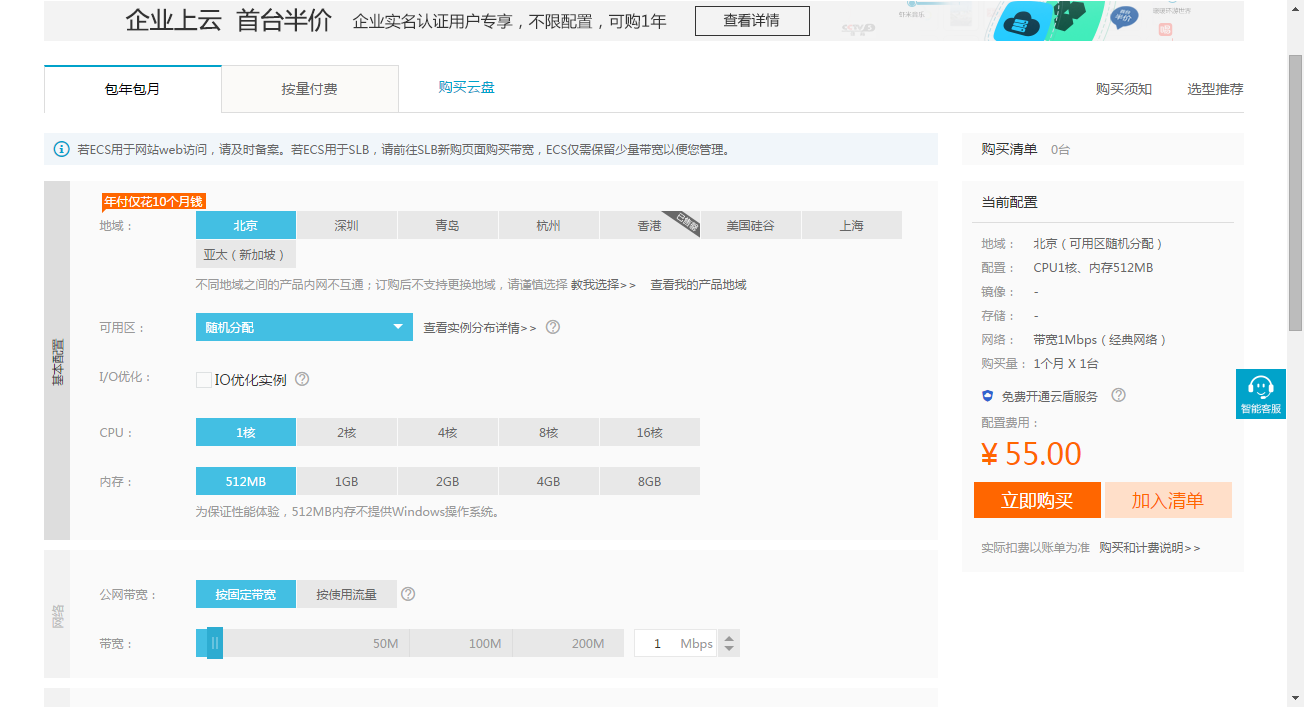 企业上云 首台半价 企业实名认证用户专享，不限配置，可购1年 查看详情
包年包月 按量付费 购买云盘 购买须知 选型推荐
若ECS用于网站web访问，请及时备案。若ECS用于SLB，请前往SLB新购页面购买带宽，ECS仅需保留少量带宽以便您管理。
年付仅花10个月钱
地域： 北京 深圳 青岛 杭州 香港 已售罄 美国硅谷 上海
亚太（新加坡）
不同地域之间的产品内网不互通；订购后不支持更换地域，请谨慎选择 教我选择>> 查看我的产品地域
可用区： 随机分配 查看实例分布详情>> ?
I/O优化： IO优化实例 ?
CPU： 1核 2核 4核 8核 16核
内存： 512MB 1GB 2GB 4GB 8GB
为保证性能体验，512MB内存不提供Windows操作系统。
基本配置
公网带宽： 按固定带宽 按使用流量 ?
带宽： 50M 100M 200M 1 Mbps
网络
购买清单 0台
当前配置
地域： 北京（可用区随机分配）
配置： CPU1核、内存512MB
镜像： -
存储： -
网络： 带宽1Mbps（经典网络）
购买量： 1个月 X 1台
免费开通云盾服务 ?
配置费用：
¥ 55.00
立即购买 加入清单
实际扣费以账单为准 购买和计费说明>>
智能客服